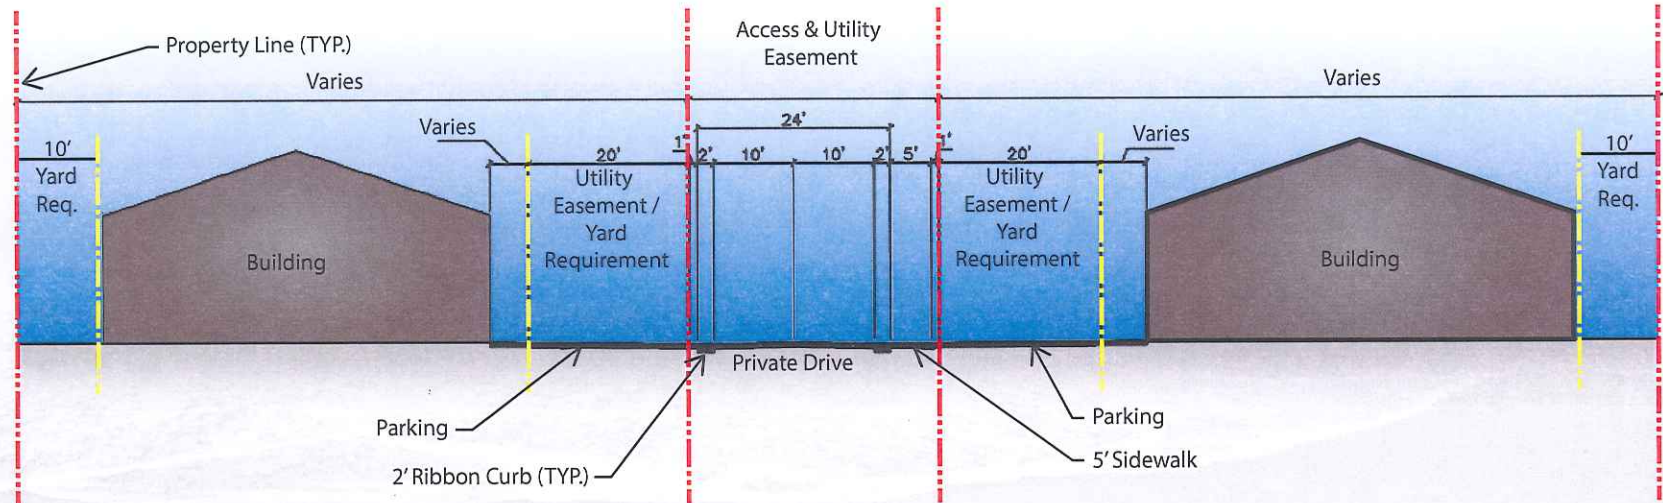 Access & Utility
Easement
Property Line (TYP.)
Varies
Varies
24'
Varies
1'
1'
Varies
10'
20'
2'
10'
10'
2'
5'
20'
10'
Yard
Req.
Utility
Easement /
Yard
Requirement
Utility
Easement /
Yard
Requirement
Yard
Req.
Building
Building
Private Drive
Parking
Parking
2' Ribbon Curb (TYP.)
5' Sidewalk